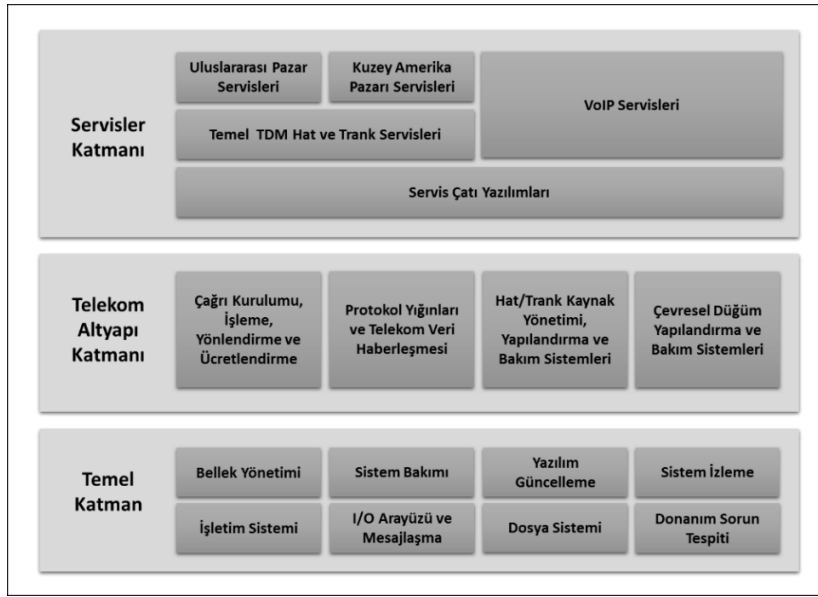 Servisler
Katmanı
Uluslararası Pazar
Servisleri
Kuzey Amerika
Pazarı Servisleri
VoIP Servisleri
Temel TDM Hat ve Trank Servisleri
Servis Çatı Yazılımları
Telekom
Altyapı
Katmanı
Çağrı Kurulumu,
İşleme,
Yönlendirme ve
Ücretlendirme
Protokol Yığınları
ve Telekom Veri
Haberleşmesi
Hat/Trank Kaynak
Yönetimi,
Yapılandırma ve
Bakım Sistemleri
Çevresel Düğüm
Yapılandırma ve
Bakım Sistemleri
Temel
Katman
Bellek Yönetimi
Sistem Bakımı
Yazılım
Güncelleme
Sistem İzleme
İşletim Sistemi
I/O Arayüzü ve
Mesajlaşma
Dosya Sistemi
Donanım Sorun
Tespiti